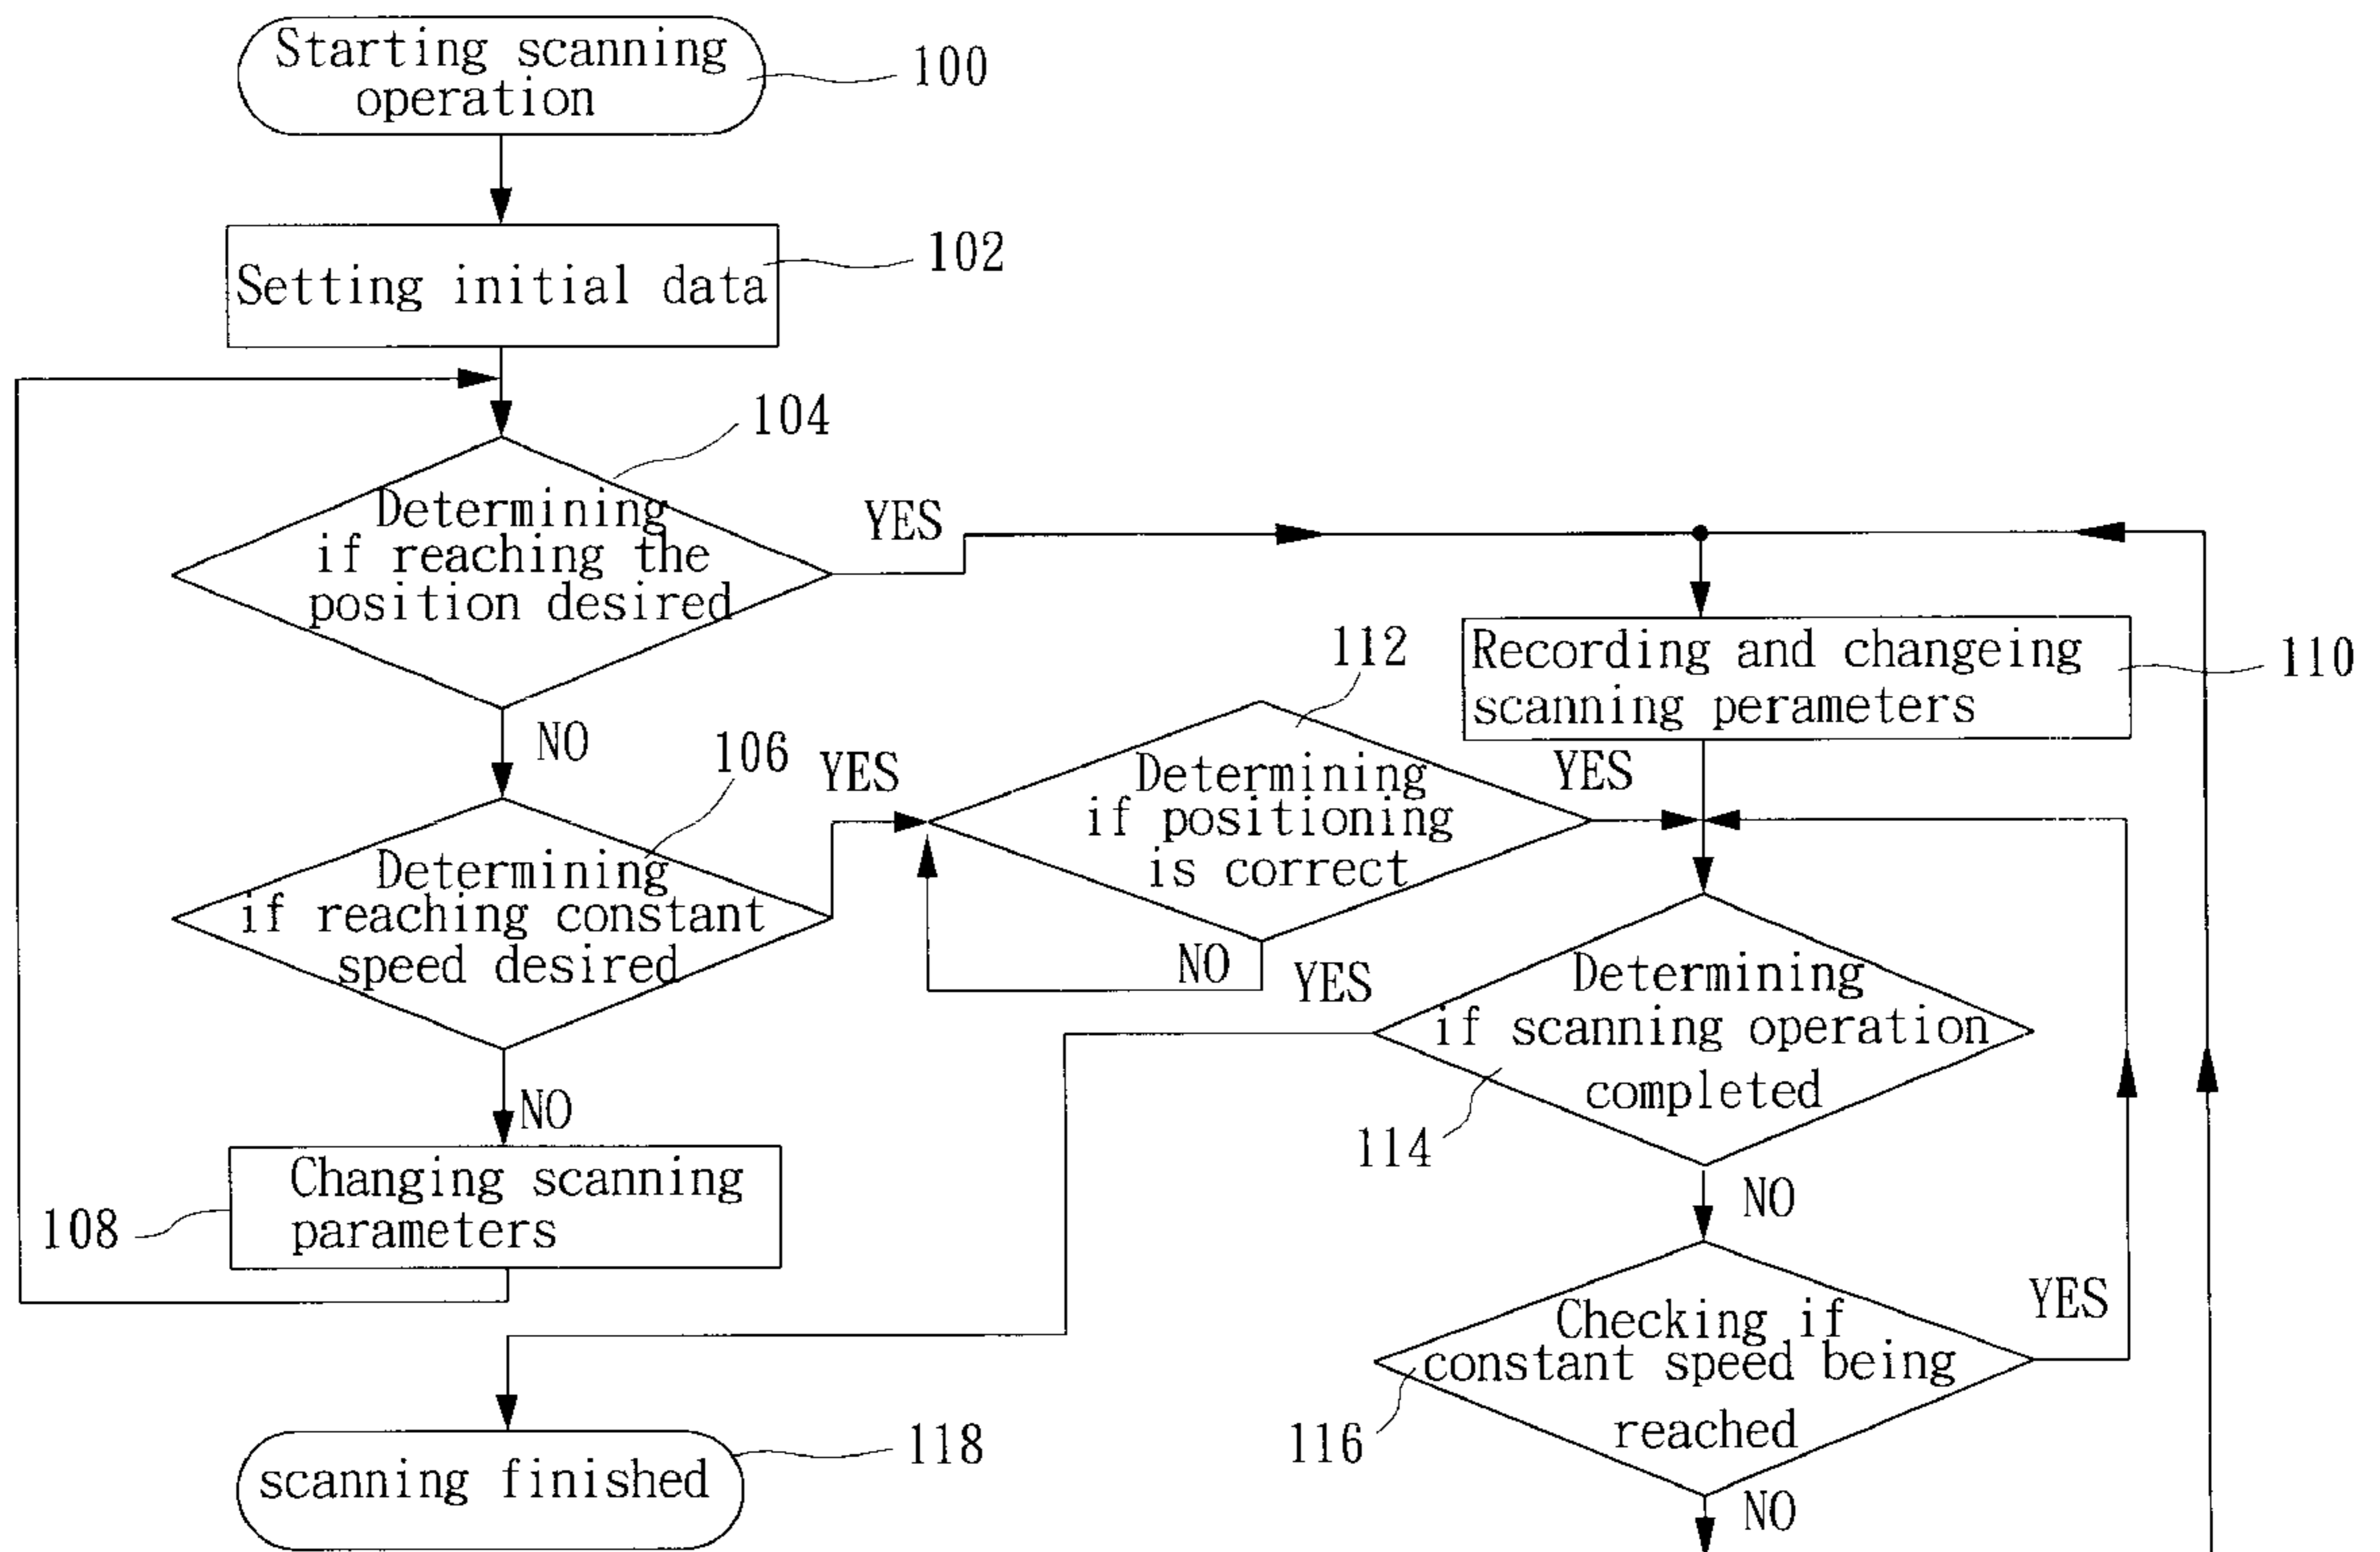 Starting scanning
operation
100
Setting initial data
102
104
Determining
if reaching the
position desired
YES
NO
106
Determining
if reaching constant
speed desired
YES
NO
Changing scanning
parameters
108
112
Determining
if positioning
is correct
YES
NO
Recording and changeing
scanning perameters
110
Determining
if scanning operation
completed
YES
114
NO
Checking if
constant speed being
reached
YES
116
NO
scanning finished
118